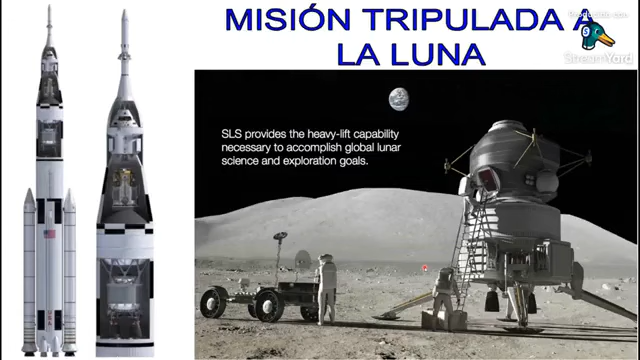 MISIÓN TRIPULADA A
LA LUNA
StreamYard
SLS provides the heavy-lift capability
necessary to accomplish global lunar
science and exploration goals.